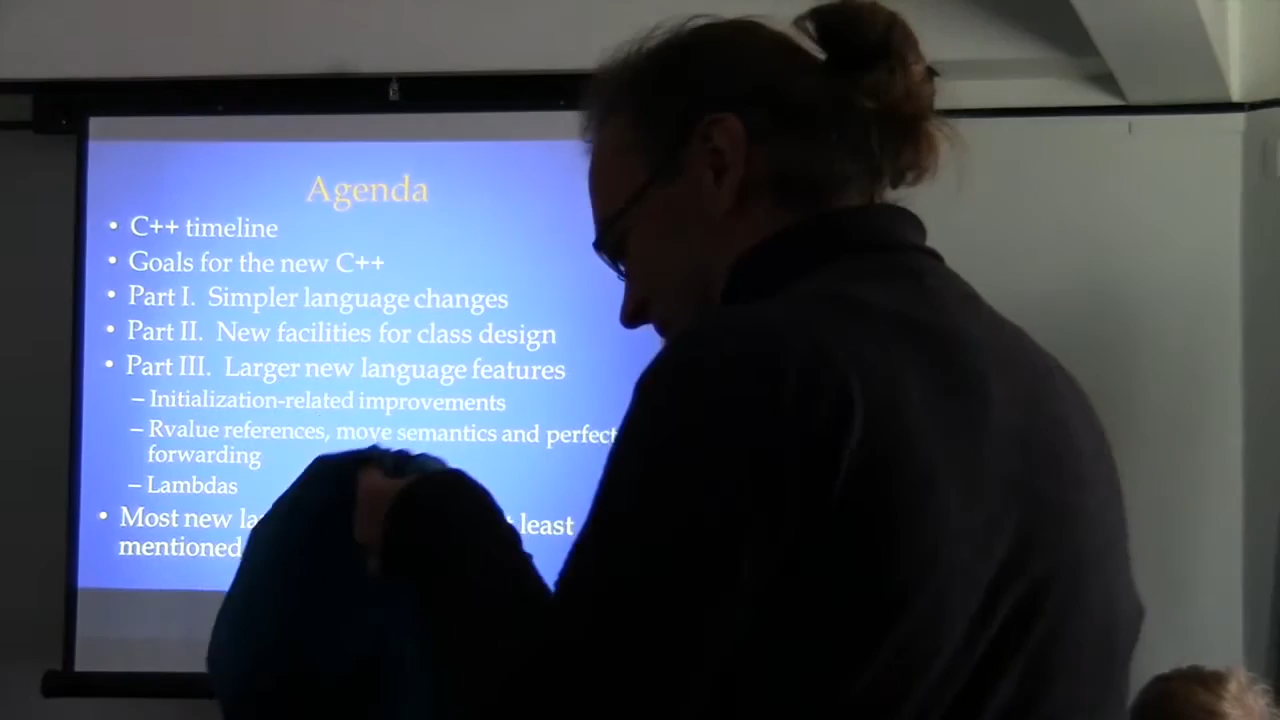 Agenda
• C++ timeline
• Goals for the new C++
• Part I. Simpler language changes
• Part II. New facilities for class design
• Part III. Larger new language features
– Initialization-related improvements
– Rvalue references, move semantics and perfect
forwarding
– Lambdas
• Most new least
mentioned